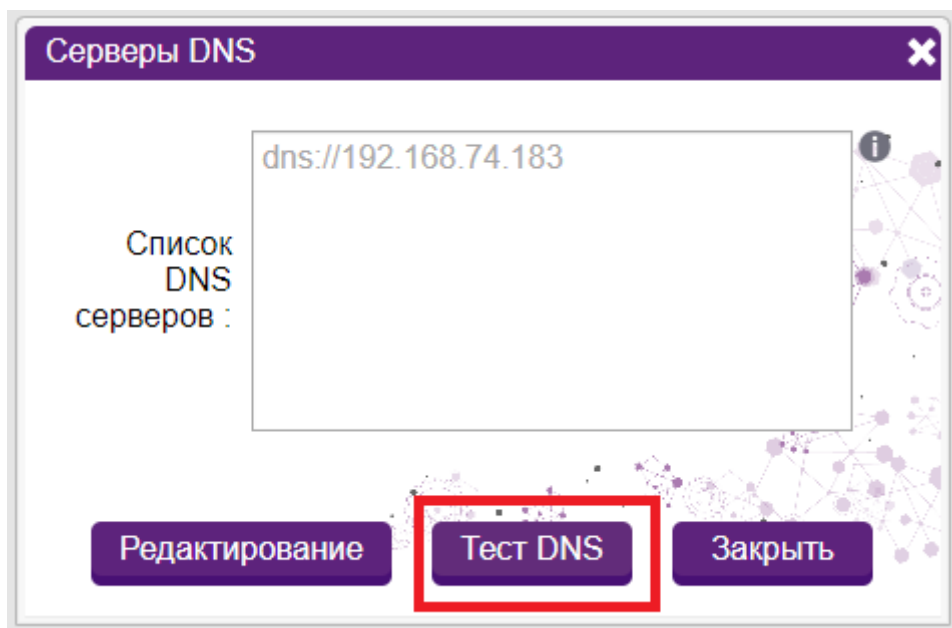 Серверы DNS
dns://192.168.74.183
Список
DNS
серверов :
Редактирование
Тест DNS
Закрыть